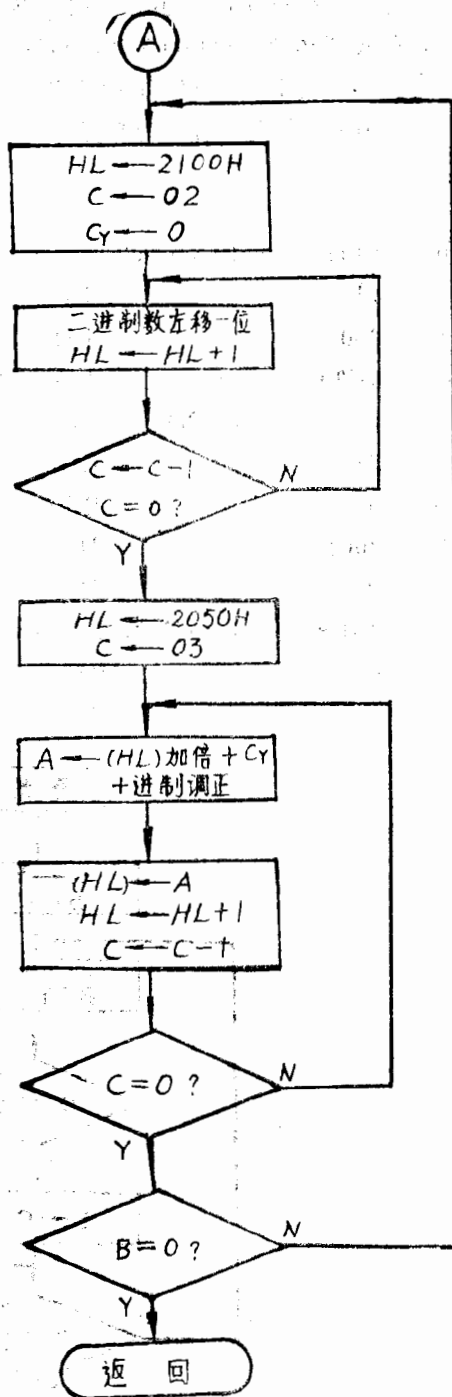 A
HL ← 2100H
C ← 02
CY ← 0
二进制数左移一位
HL ← HL+1
C ← C-1
C=0?
N
Y
HL ← 2050H
C ← 03
A ← (HL)加倍+CY
+进制调正
(HL) ← A
HL ← HL+1
C ← C-1
C=0?
N
Y
B=0?
N
Y
返 回